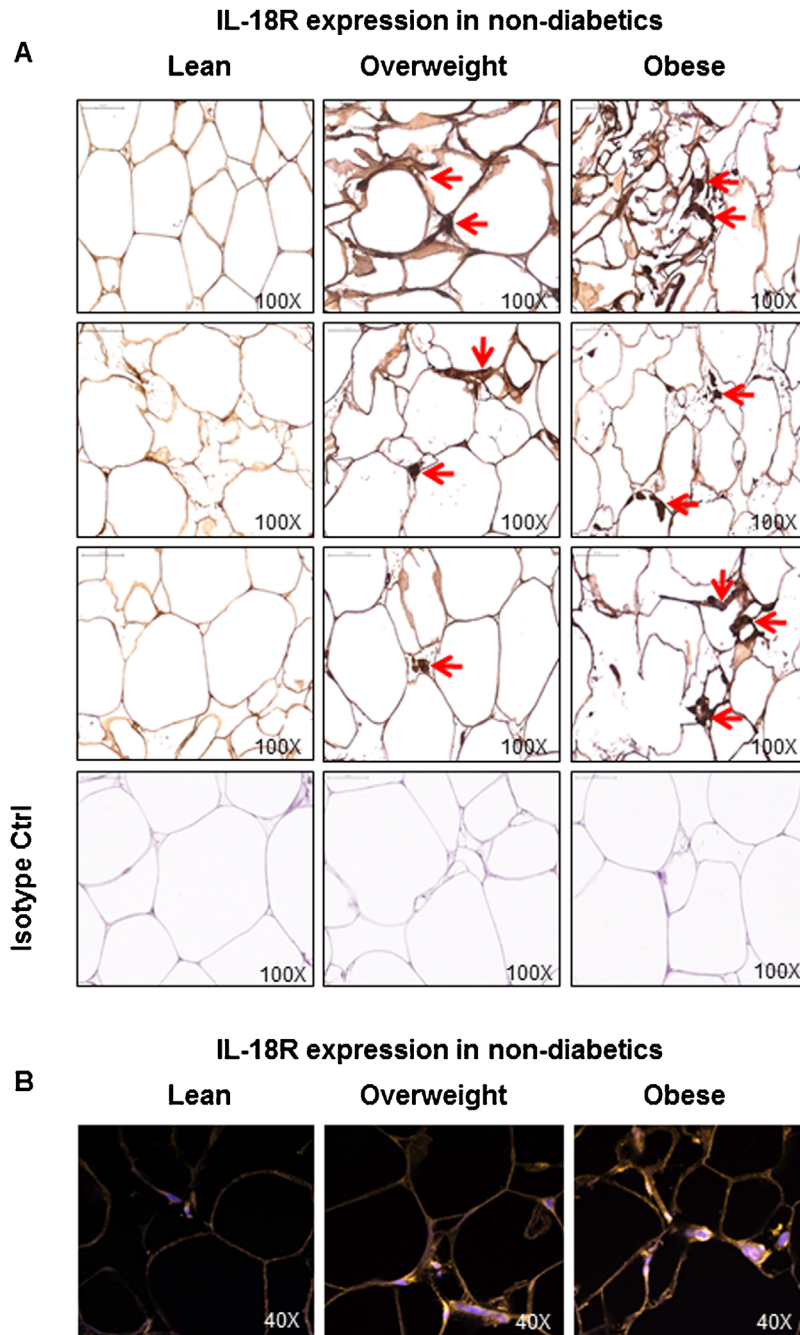 IL-18R expression in non-diabetics
A
Lean Overweight Obese
100X 100X 100X
100X 100X 100X
100X 100X 100X
Isotype Ctrl
100X 100X 100X
IL-18R expression in non-diabetics
B
Lean Overweight Obese
40X 40X 40X